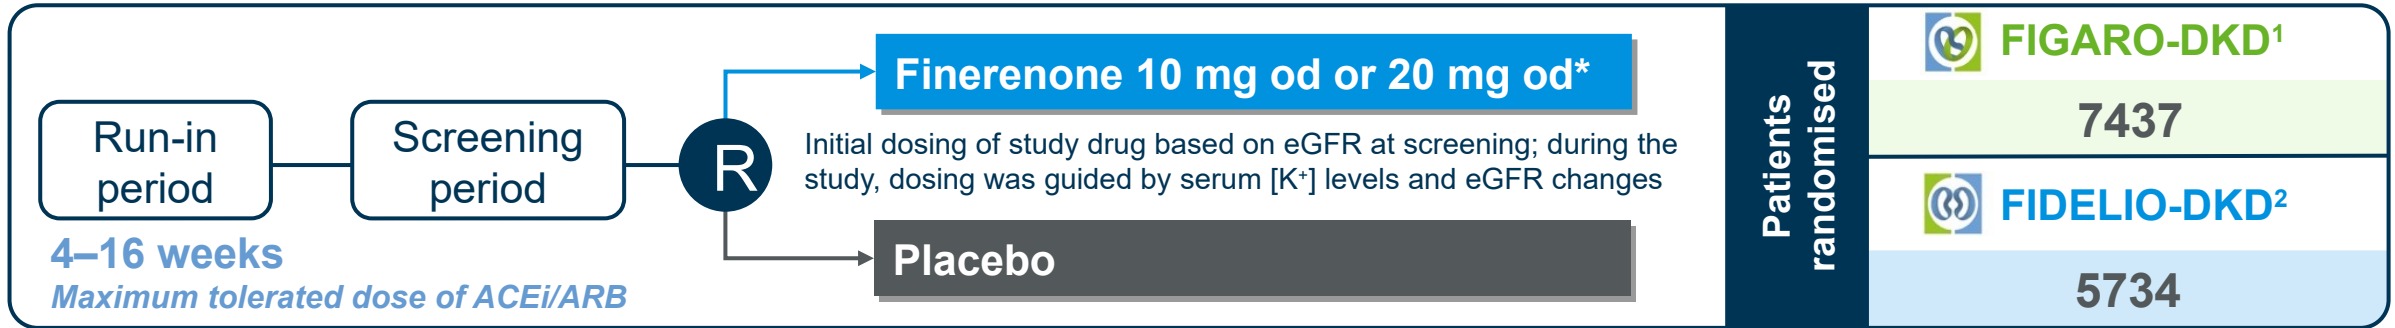 Run-in
period
Screening
period
4–16 weeks
Maximum tolerated dose of ACEi/ARB
R
Finerenone 10 mg od or 20 mg od*
Initial dosing of study drug based on eGFR at screening; during the
study, dosing was guided by serum [K⁺] levels and eGFR changes
Placebo
Patients
randomised
FIGARO-DKD¹
7437
FIDELIO-DKD²
5734